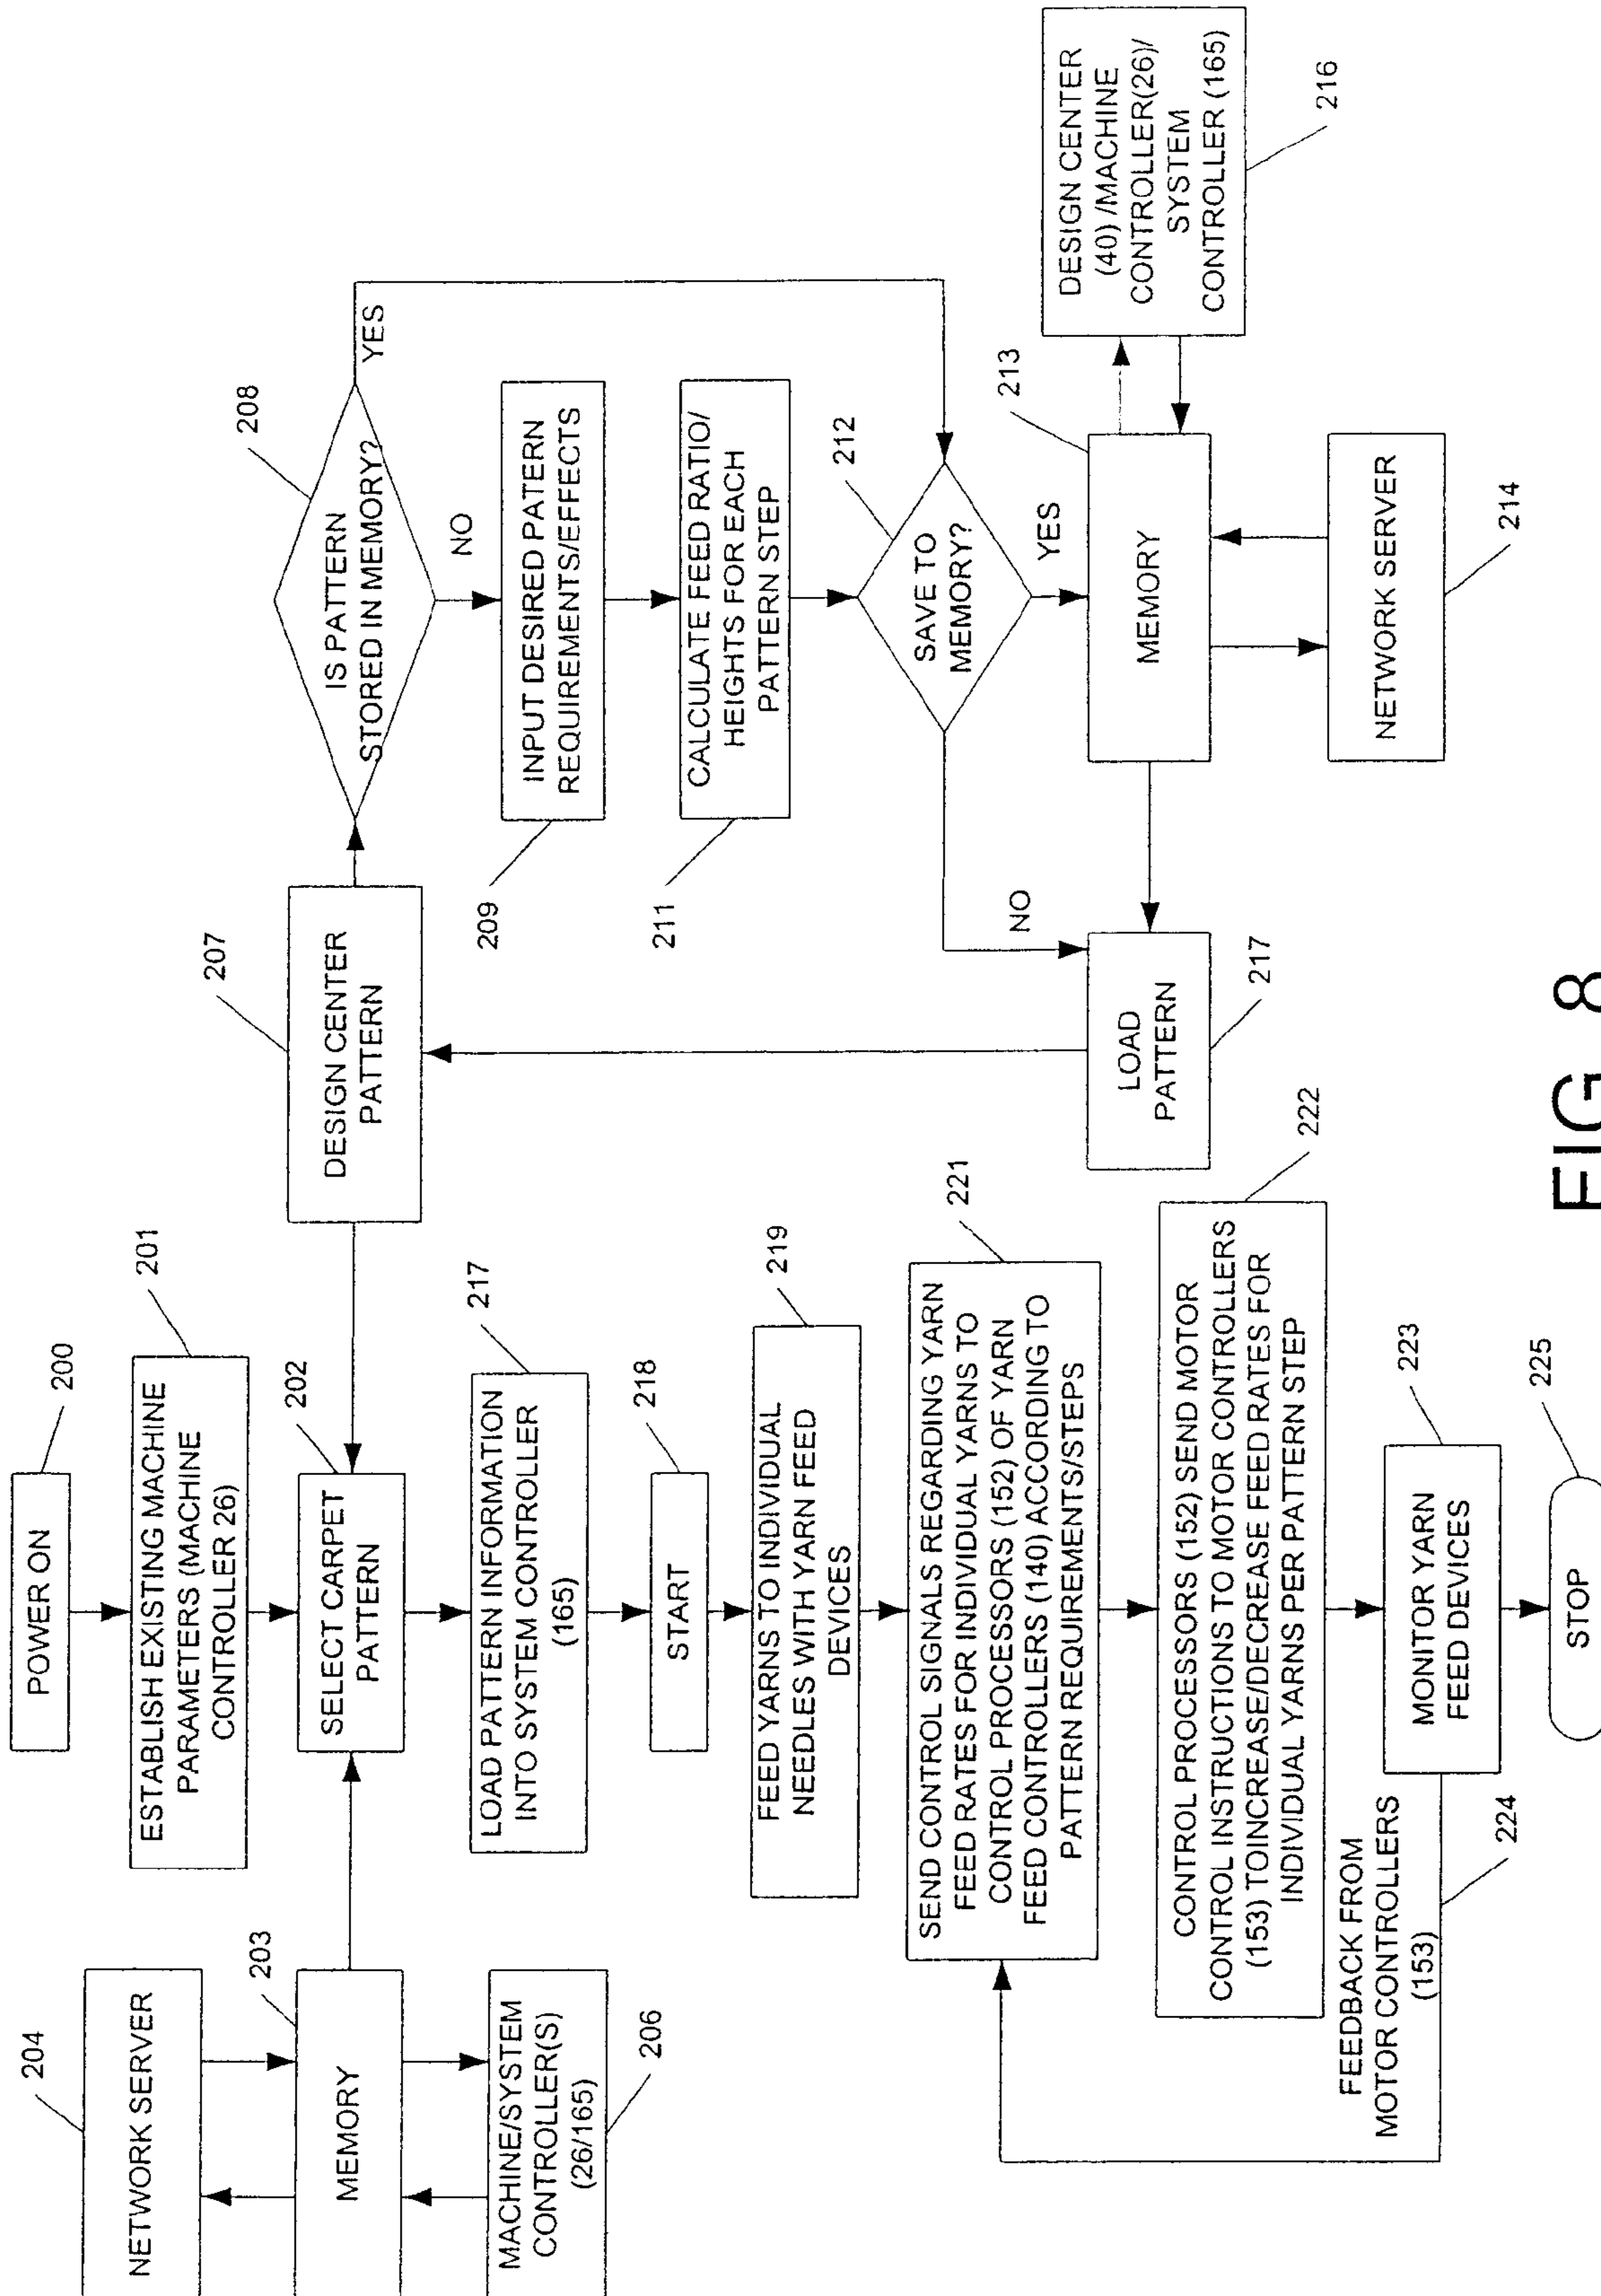 204
NETWORK SERVER
203
MEMORY
MACHINE/SYSTEM
CONTROLLER(S)
(26/165)
206
POWER ON
200
ESTABLISH EXISTING MACHINE
PARAMETERS (MACHINE
CONTROLLER 26)
201
SELECT CARPET
PATTERN
202
LOAD PATTERN INFORMATION
INTO SYSTEM CONTROLLER
(165)
217
START
218
FEED YARNS TO INDIVIDUAL
NEEDLES WITH YARN FEED
DEVICES
219
SEND CONTROL SIGNALS REGARDING YARN
FEED RATES FOR INDIVIDUAL YARNS TO
CONTROL PROCESSORS (152) OF YARN
FEED CONTROLLERS (140) ACCORDING TO
PATTERN REQUIREMENTS/STEPS
221
CONTROL PROCESSORS (152) SEND MOTOR
CONTROL INSTRUCTIONS TO MOTOR CONTROLLERS
(153) TOINCREASE/DECREASE FEED RATES FOR
INDIVIDUAL YARNS PER PATTERN STEP
222
FEEDBACK FROM
MOTOR CONTROLLERS
(153)
224
MONITOR YARN
FEED DEVICES
223
STOP
225
207
DESIGN CENTER
PATTERN
208
IS PATTERN
STORED IN MEMORY?
YES
NO
INPUT DESIRED PATERN
REQUIREMENTS/EFFECTS
209
CALCULATE FEED RATIO/
HEIGHTS FOR EACH
PATTERN STEP
211
212
SAVE TO
MEMORY?
YES
NO
213
MEMORY
DESIGN CENTER
(40) /MACHINE
CONTROLLER(26)/
SYSTEM
CONTROLLER (165)
216
NETWORK SERVER
214
LOAD
PATTERN
217
FIG. 8